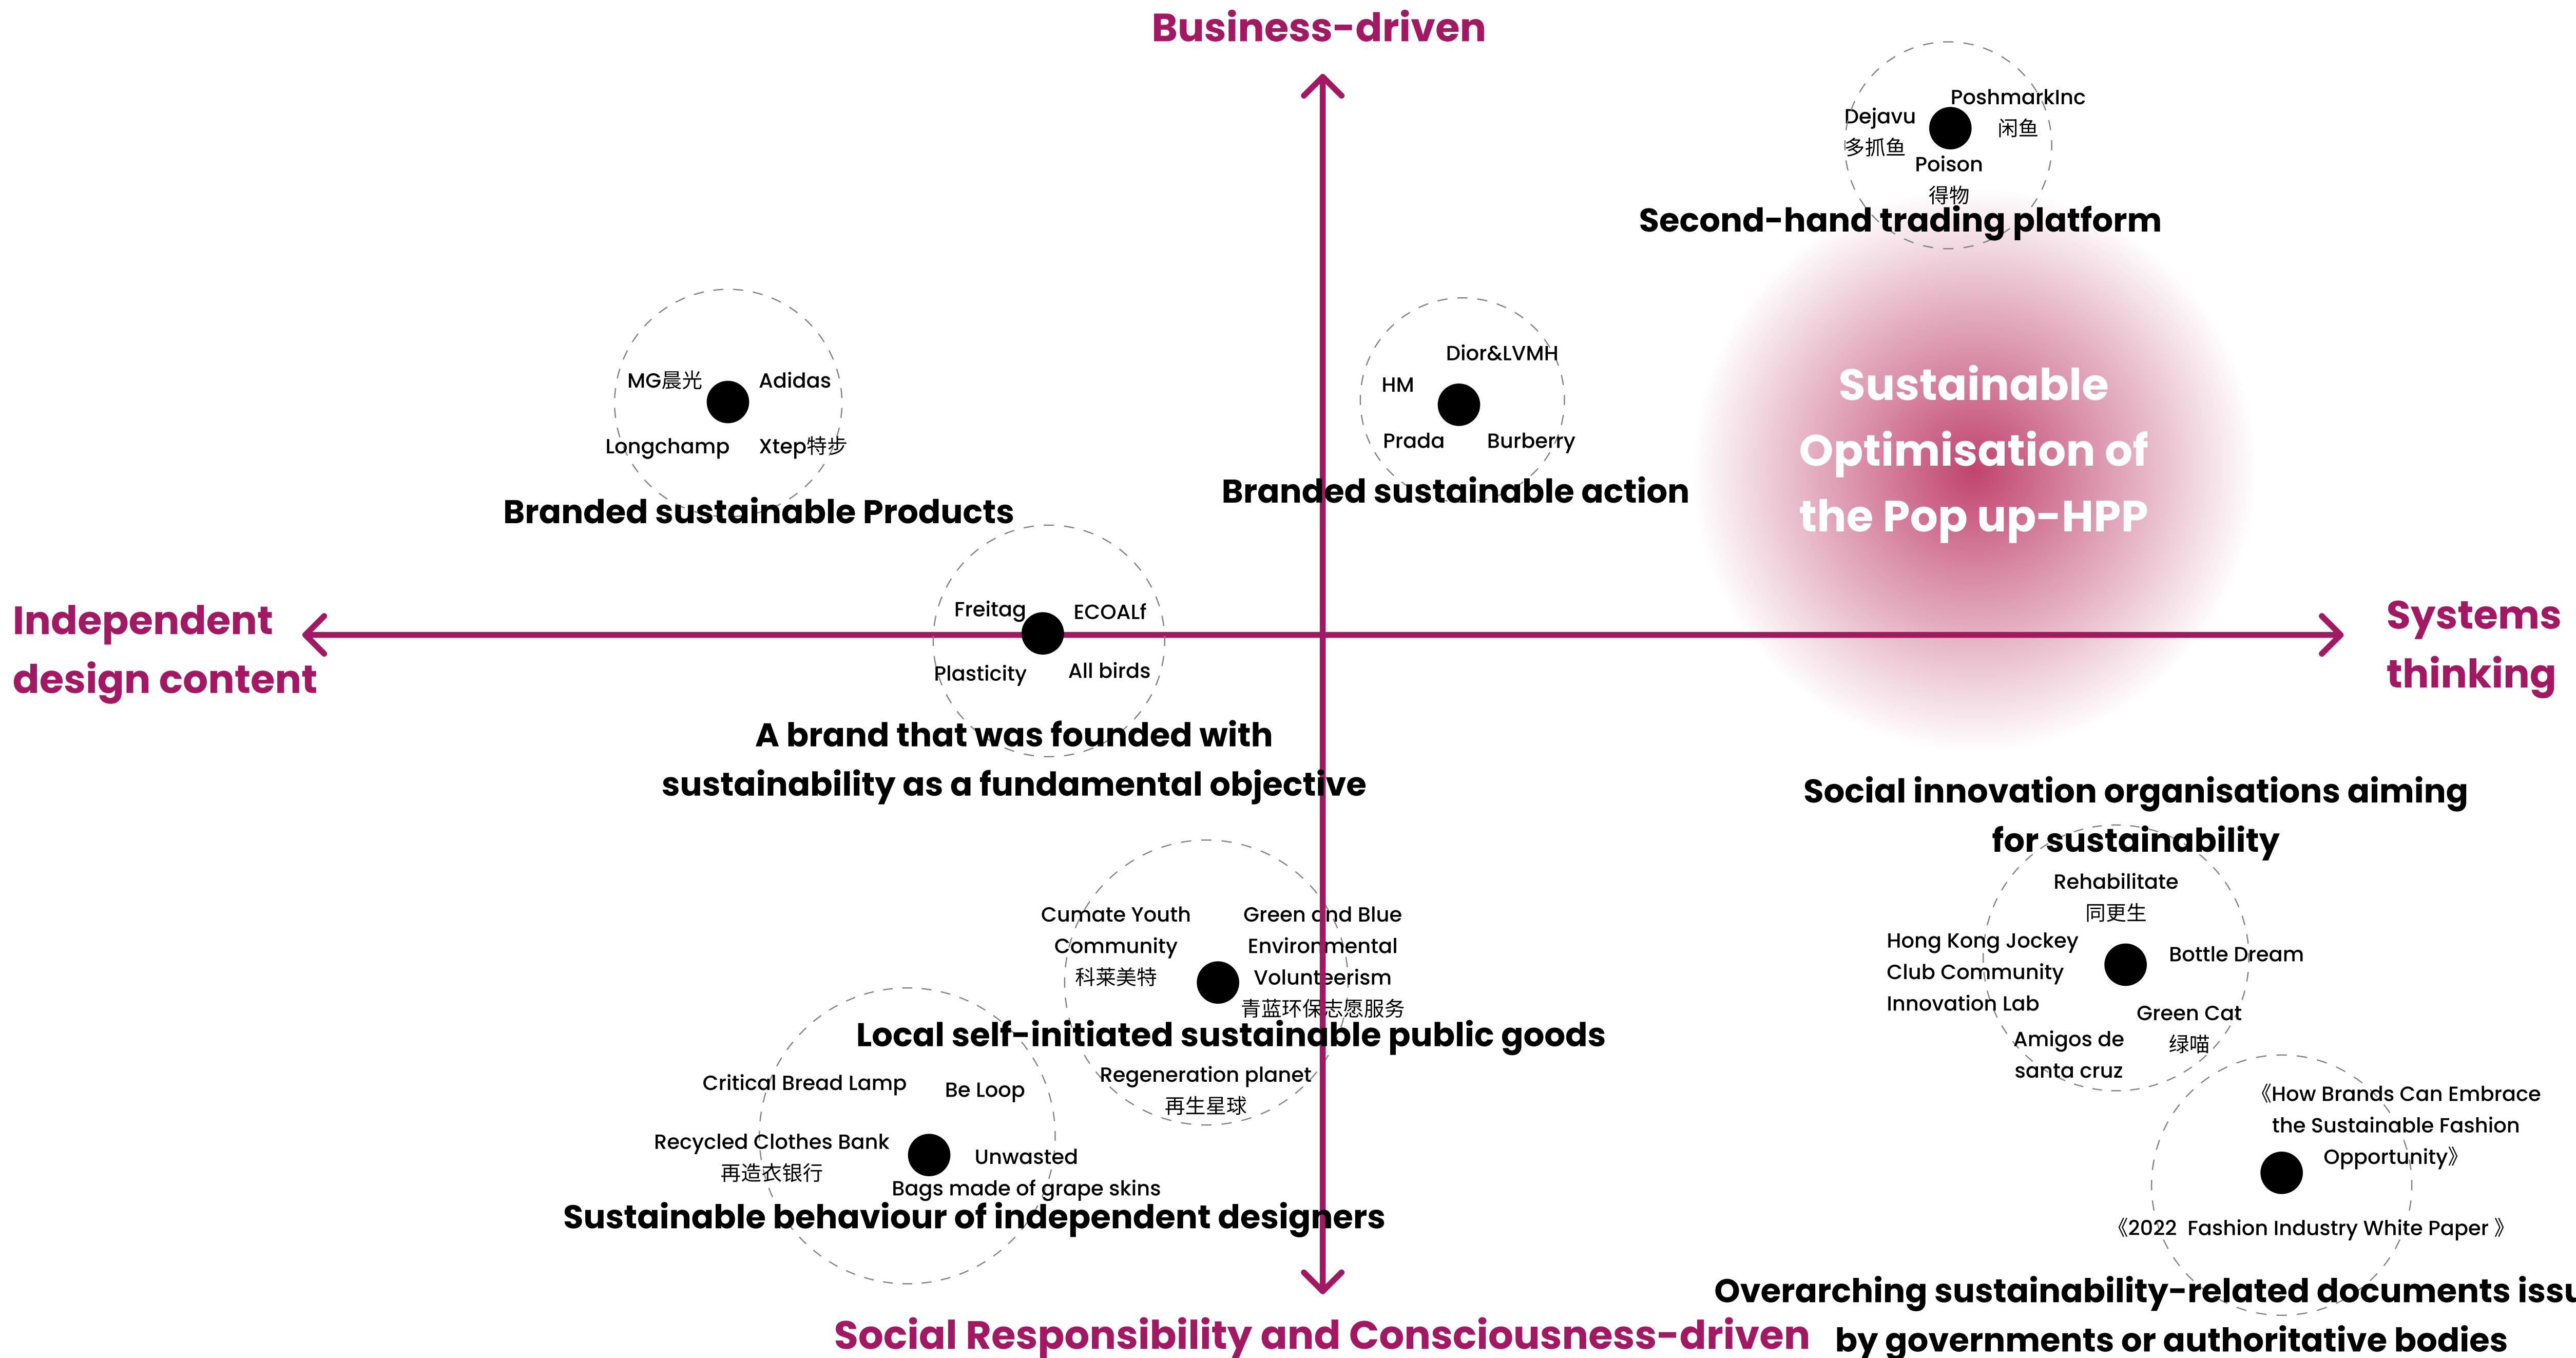 Business-driven
PoshmarkInc
闲鱼
Dejavu
多抓鱼
Poison
得物
Second-hand trading platform
MG晨光
Adidas
Longchamp
Xtep特步
Branded sustainable Products
Dior&LVMH
HM
Prada
Burberry
Branded sustainable action
Sustainable
Optimisation of
the Pop up-HPP
Independent
design content
Systems
thinking
Freitag
ECOALf
Plasticity
All birds
A brand that was founded with
sustainability as a fundamental objective
Social innovation organisations aiming
for sustainability
Rehabilitate
同更生
Hong Kong Jockey
Club Community
Innovation Lab
Bottle Dream
Green Cat
绿喵
Amigos de
santa cruz
Cumate Youth
Community
科莱美特
Green and Blue
Environmental
Volunteerism
青蓝环保志愿服务
Local self-initiated sustainable public goods
Regeneration planet
再生星球
Critical Bread Lamp
Be Loop
Recycled Clothes Bank
再造衣银行
Unwasted
Bags made of grape skins
Sustainable behaviour of independent designers
《How Brands Can Embrace
the Sustainable Fashion
Opportunity》
《2022 Fashion Industry White Paper 》
Overarching sustainability-related documents issu
by governments or authoritative bodies
Social Responsibility and Consciousness-driven